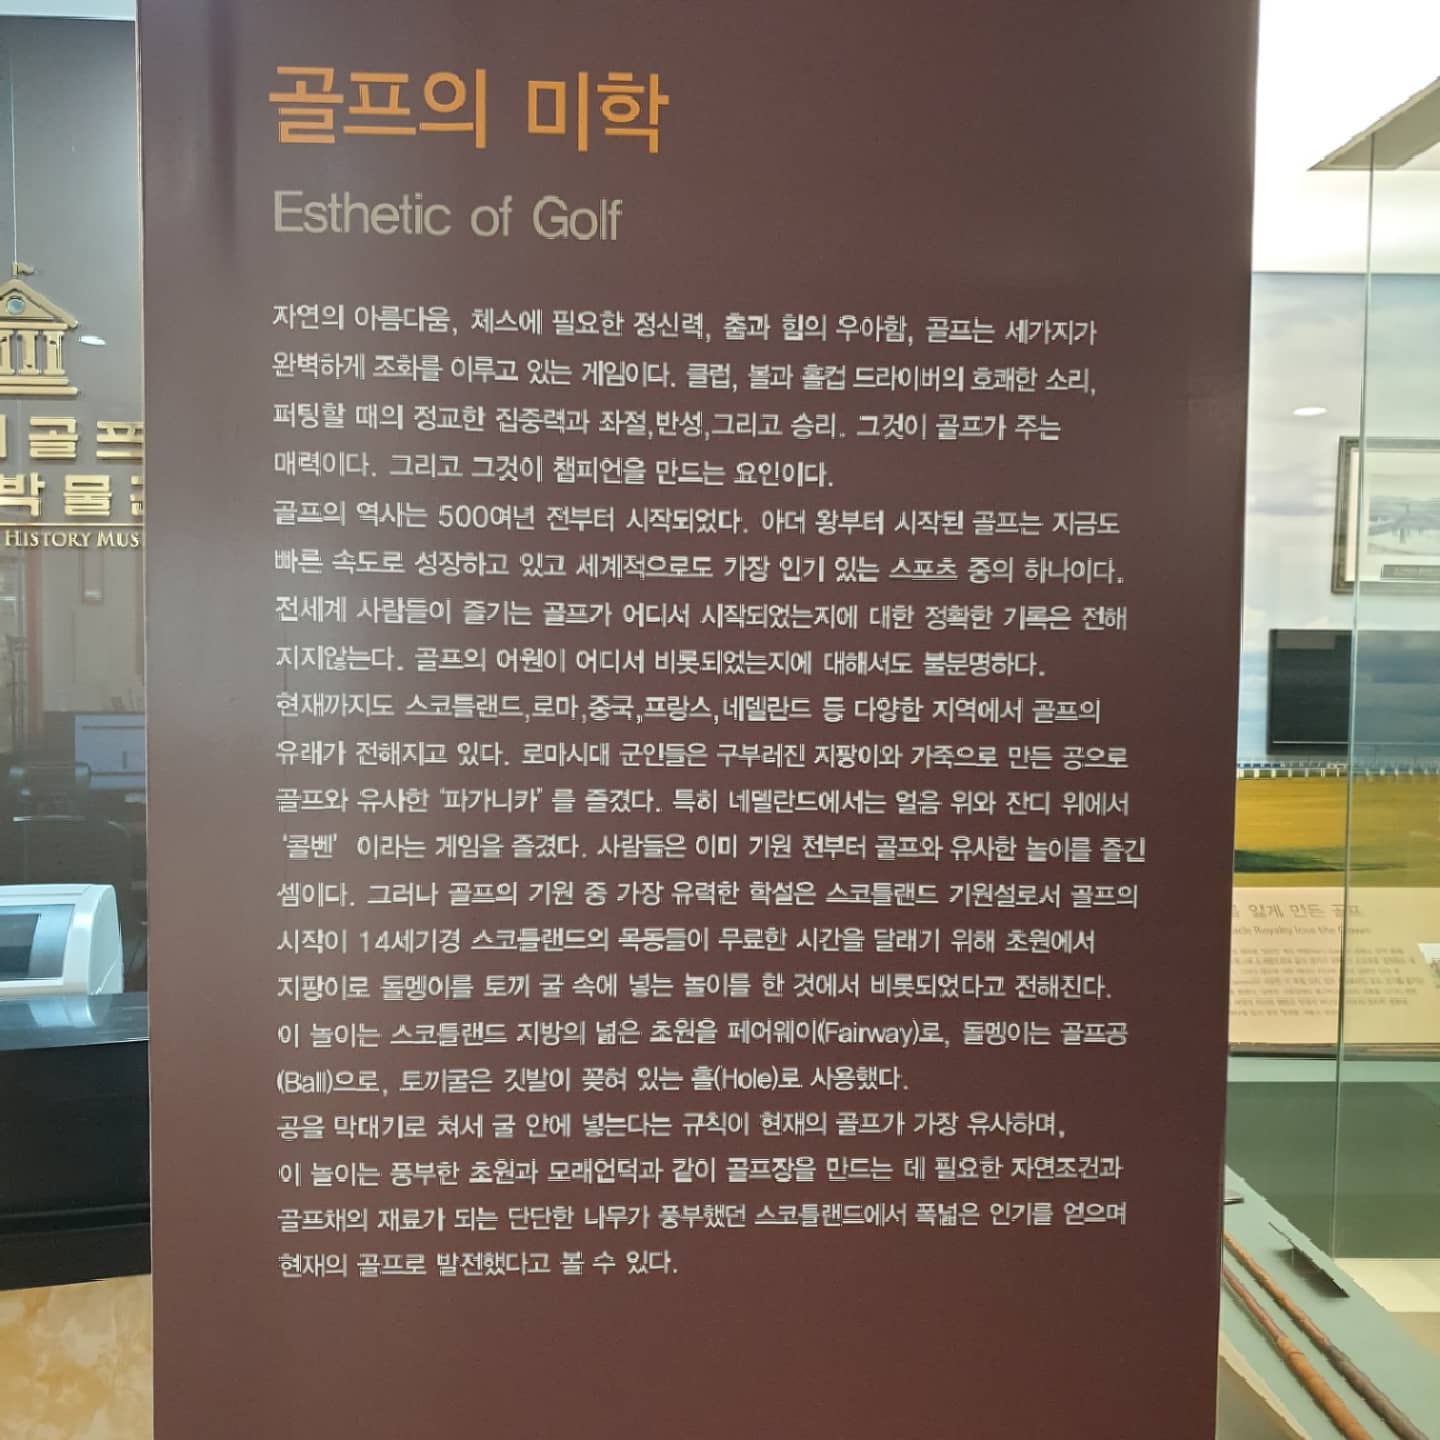 골프의 미학
Esthetic of Golf
자연의 아름다움, 체스에 필요한 정신력, 춤과 힘의 우아함, 골프는 세가지가
완벽하게 조화를 이루고 있는 게임이다. 클럽, 볼과 홀컵 드라이버의 호쾌한 소리,
퍼팅할 때의 정교한 집중력과 좌절,반성,그리고 승리. 그것이 골프가 주는
매력이다. 그리고 그것이 챔피언을 만드는 요인이다.
골프의 역사는 500여년 전부터 시작되었다. 아더 왕부터 시작된 골프는 지금도
빠른 속도로 성장하고 있고 세계적으로도 가장 인기 있는 스포츠 중의 하나이다.
전세계 사람들이 즐기는 골프가 어디서 시작되었는지에 대한 정확한 기록은 전해
지지않는다. 골프의 어원이 어디서 비롯되었는지에 대해서도 불분명하다.
현재까지도 스코틀랜드,로마,중국,프랑스,네델란드 등 다양한 지역에서 골프의
유래가 전해지고 있다. 로마시대 군인들은 구부러진 지팡이와 가죽으로 만든 공으로
골프와 유사한 '파가니카' 를 즐겼다. 특히 네델란드에서는 얼음 위와 잔디 위에서
'콜벤' 이라는 게임을 즐겼다. 사람들은 이미 기원 전부터 골프와 유사한 놀이를 즐긴
셈이다. 그러나 골프의 기원 중 가장 유력한 학설은 스코틀랜드 기원설로서 골프의
시작이 14세기경 스코틀랜드의 목동들이 무료한 시간을 달래기 위해 초원에서
지팡이로 돌멩이를 토끼 굴 속에 넣는 놀이를 한 것에서 비롯되었다고 전해진다.
이 놀이는 스코틀랜드 지방의 넓은 초원을 페어웨이(Fairway)로, 돌멩이는 골프공
(Ball)으로, 토끼굴은 깃발이 꽂혀 있는 홀(Hole)로 사용했다.
공을 막대기로 쳐서 굴 안에 넣는다는 규칙이 현재의 골프가 가장 유사하며,
이 놀이는 풍부한 초원과 모래언덕과 같이 골프장을 만드는 데 필요한 자연조건과
골프채의 재료가 되는 단단한 나무가 풍부했던 스코틀랜드에서 폭넓은 인기를 얻으며
현재의 골프로 발전했다고 볼 수 있다.
골프
박물
HISTORY MUS
잃게 만든 골프
Royalty lose the Crown